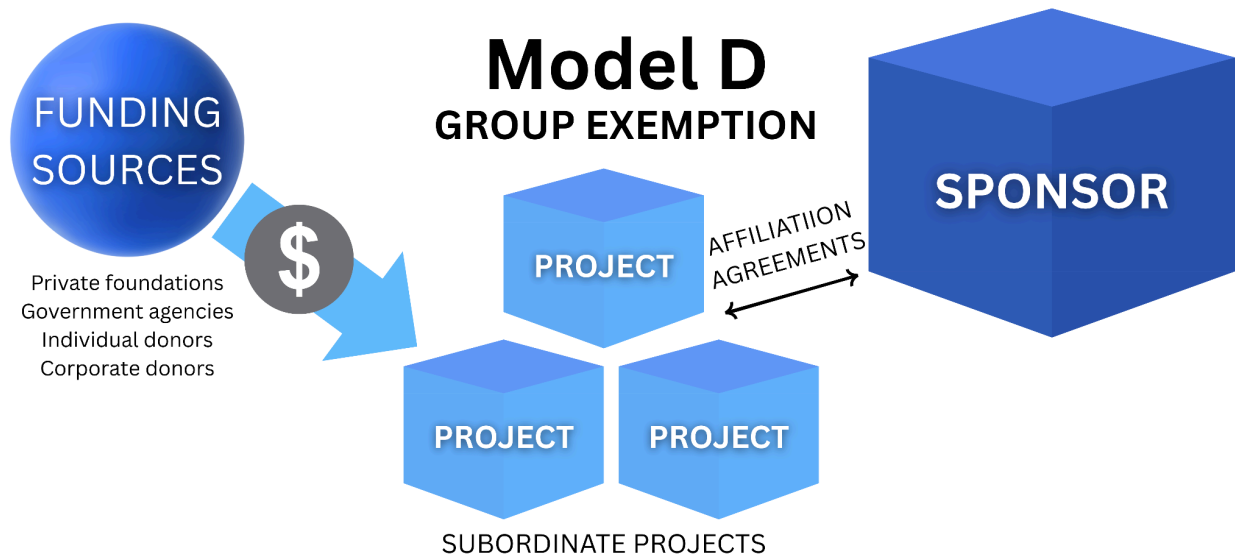 Model D
GROUP EXEMPTION
FUNDING
SOURCES
$
Private foundations
Government agencies
Individual donors
Corporate donors
SPONSOR
AFFILIATIION
AGREEMENTS
PROJECT
PROJECT
PROJECT
SUBORDINATE PROJECTS